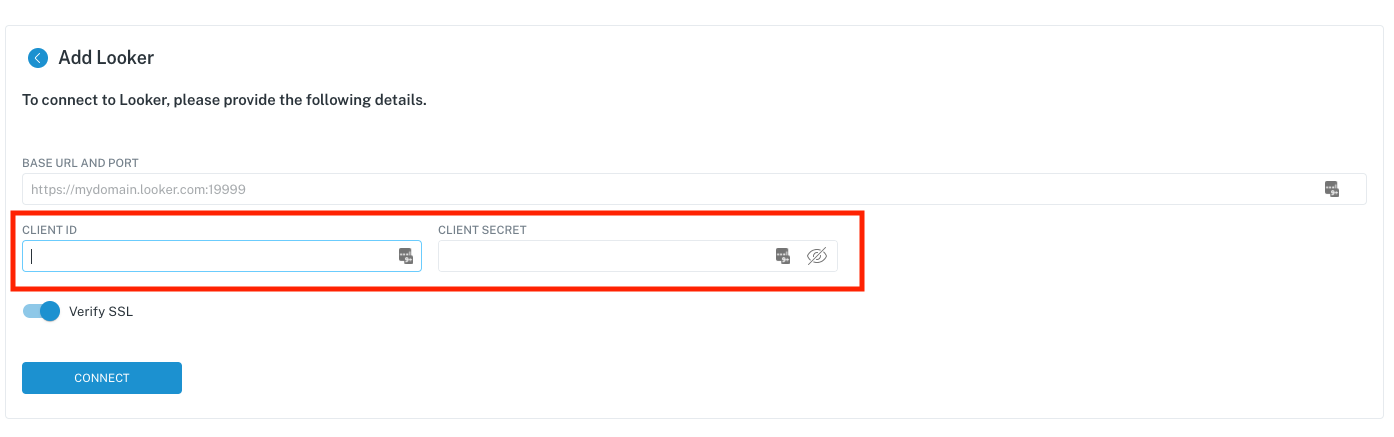 Add Looker
To connect to Looker, please provide the following details.
BASE URL AND PORT
https://mydomain.looker.com:19999
CLIENT ID
CLIENT SECRET
Verify SSL
CONNECT